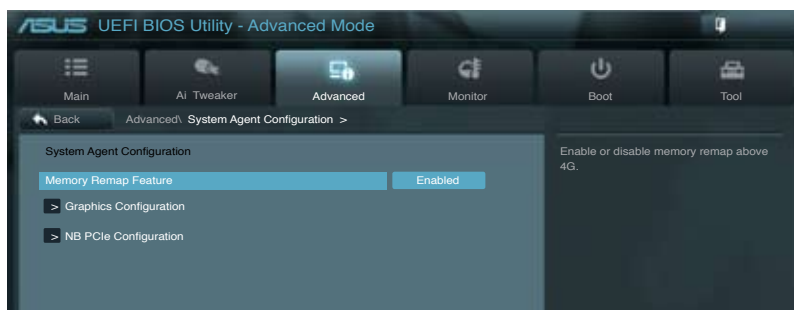 ASUS UEFI BIOS Utility - Advanced Mode
Main Ai Tweaker Advanced Monitor Boot Tool
Back Advanced\ System Agent Configuration >
System Agent Configuration
Memory Remap Feature Enabled
> Graphics Configuration
> NB PCIe Configuration
Enable or disable memory remap above
4G.